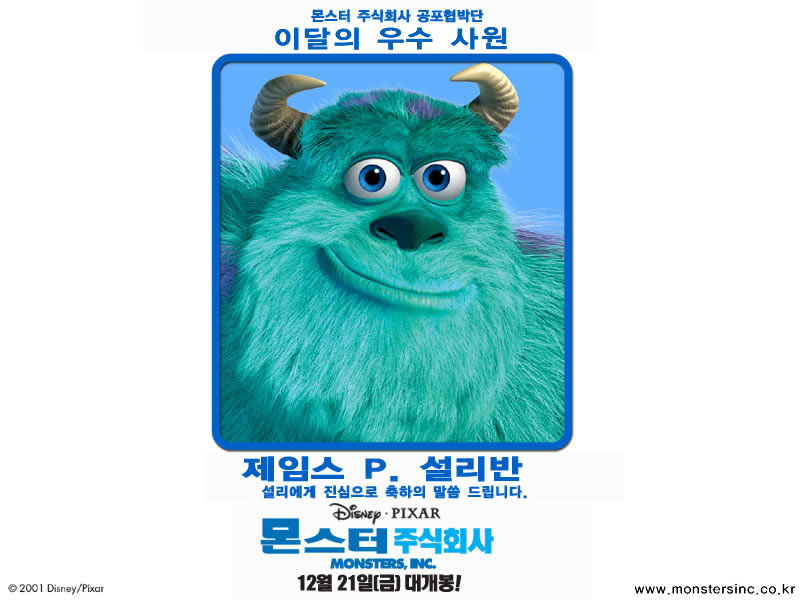 몬스터 주식회사 공포협박단
이달의 우수 사원
제임스 P. 설리반
설리에게 진심으로 축하의 말씀 드립니다.
Disney · PIXAR
몬스터 주식회사
MONSTERS, INC.
12월 21일(금) 대개봉!
© 2001 Disney/Pixar
www.monstersinc.co.kr